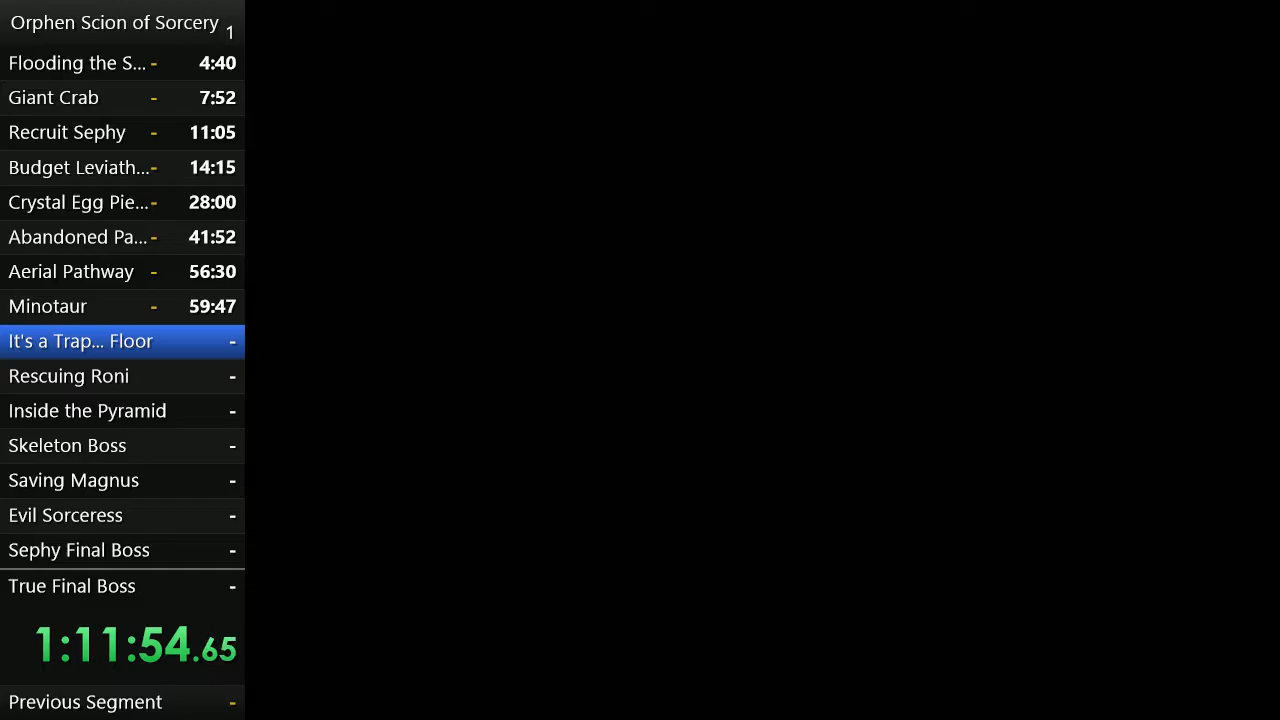 Orphen Scion of Sorcery 1
Flooding the S... - 4:40
Giant Crab - 7:52
Recruit Sephy - 11:05
Budget Leviath... - 14:15
Crystal Egg Pie... - 28:00
Abandoned Pa... - 41:52
Aerial Pathway - 56:30
Minotaur - 59:47
It's a Trap... Floor -
Rescuing Roni -
Inside the Pyramid -
Skeleton Boss -
Saving Magnus -
Evil Sorceress -
Sephy Final Boss -
True Final Boss -
1:11:54.65
Previous Segment -